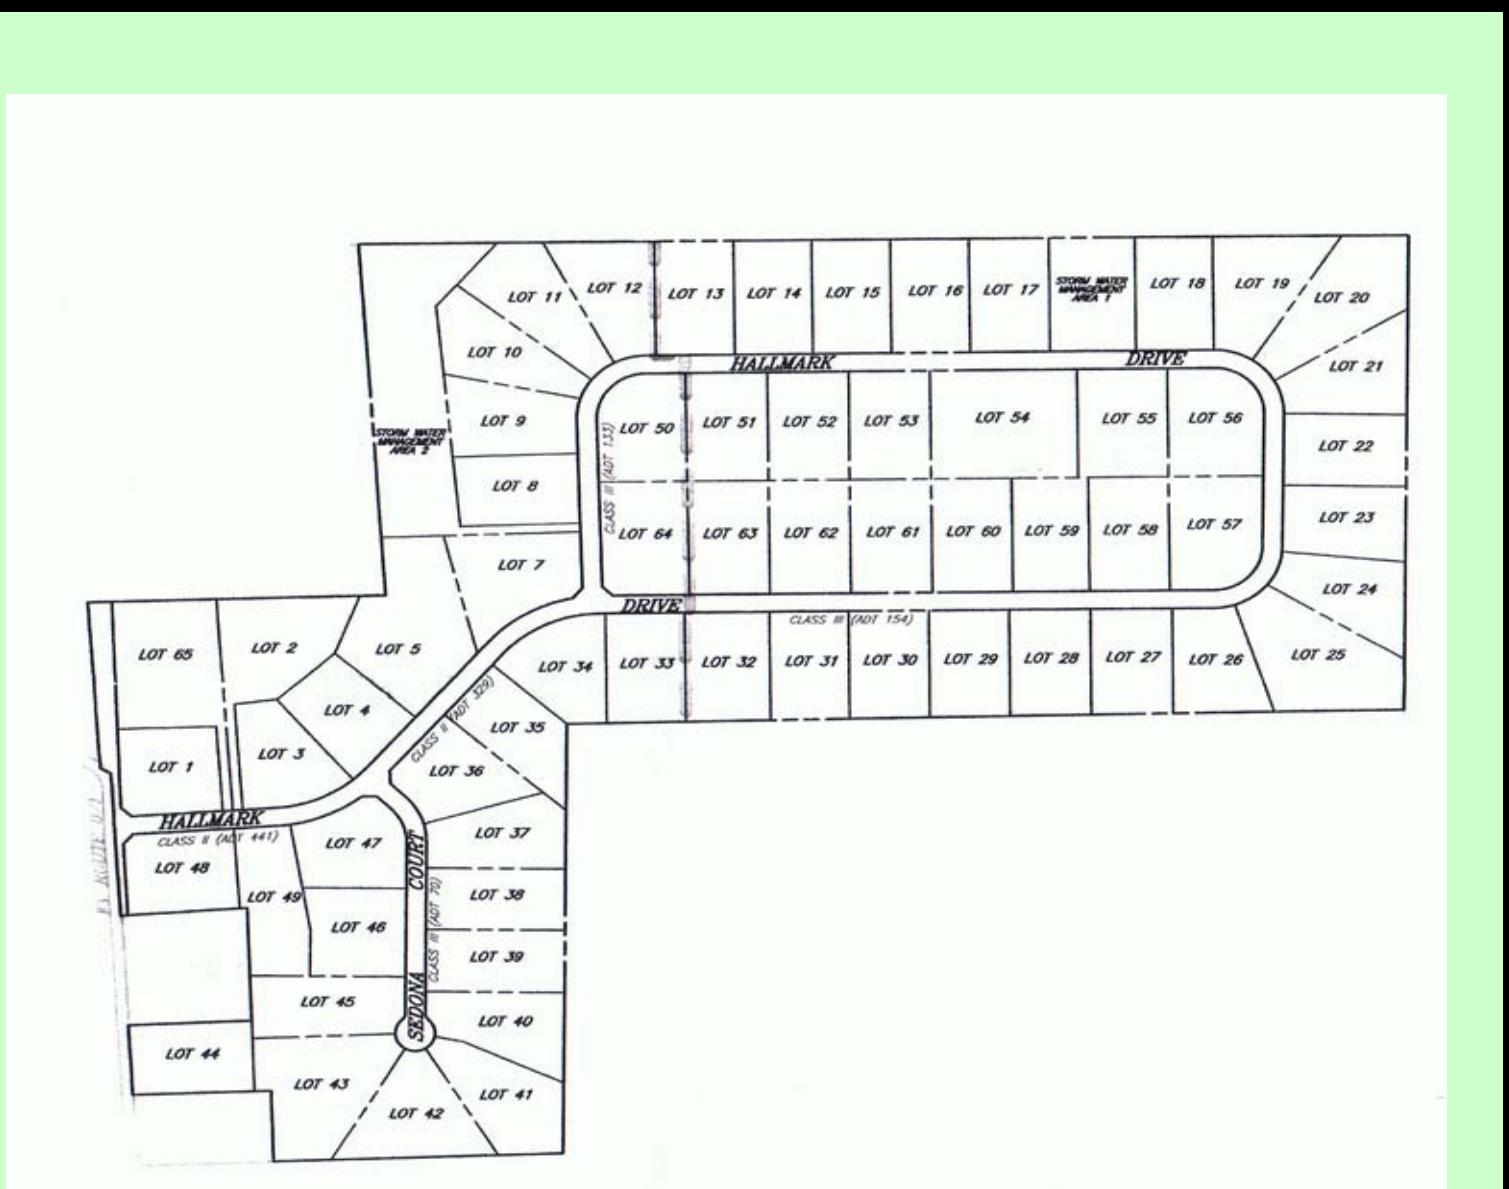 LOT 11
LOT 12
LOT 13
LOT 14
LOT 15
LOT 16
LOT 17
STORM WATER
MANAGEMENT
AREA 1
LOT 18
LOT 19
LOT 20
LOT 10
HALLMARK
DRIVE
LOT 21
LOT 9
STORM WATER
MANAGEMENT
AREA 2
LOT 50
LOT 51
LOT 52
LOT 53
LOT 54
LOT 55
LOT 56
LOT 22
CLASS III (ADT 133)
LOT 8
LOT 64
LOT 63
LOT 62
LOT 61
LOT 60
LOT 59
LOT 58
LOT 57
LOT 23
LOT 7
LOT 24
DRIVE
CLASS III (ADT 154)
LOT 65
LOT 2
LOT 5
LOT 34
LOT 33
LOT 32
LOT 31
LOT 30
LOT 29
LOT 28
LOT 27
LOT 26
LOT 25
LOT 4
CLASS II (ADT 329)
LOT 35
LOT 1
LOT 3
LOT 36
HALLMARK
CLASS II (ADT 441)
LOT 47
LOT 37
LOT 48
COURT
LOT 49
LOT 38
LOT 46
CLASS III (ADT 70)
LOT 39
LOT 45
SEDONA
LOT 40
LOT 44
LOT 43
LOT 42
LOT 41